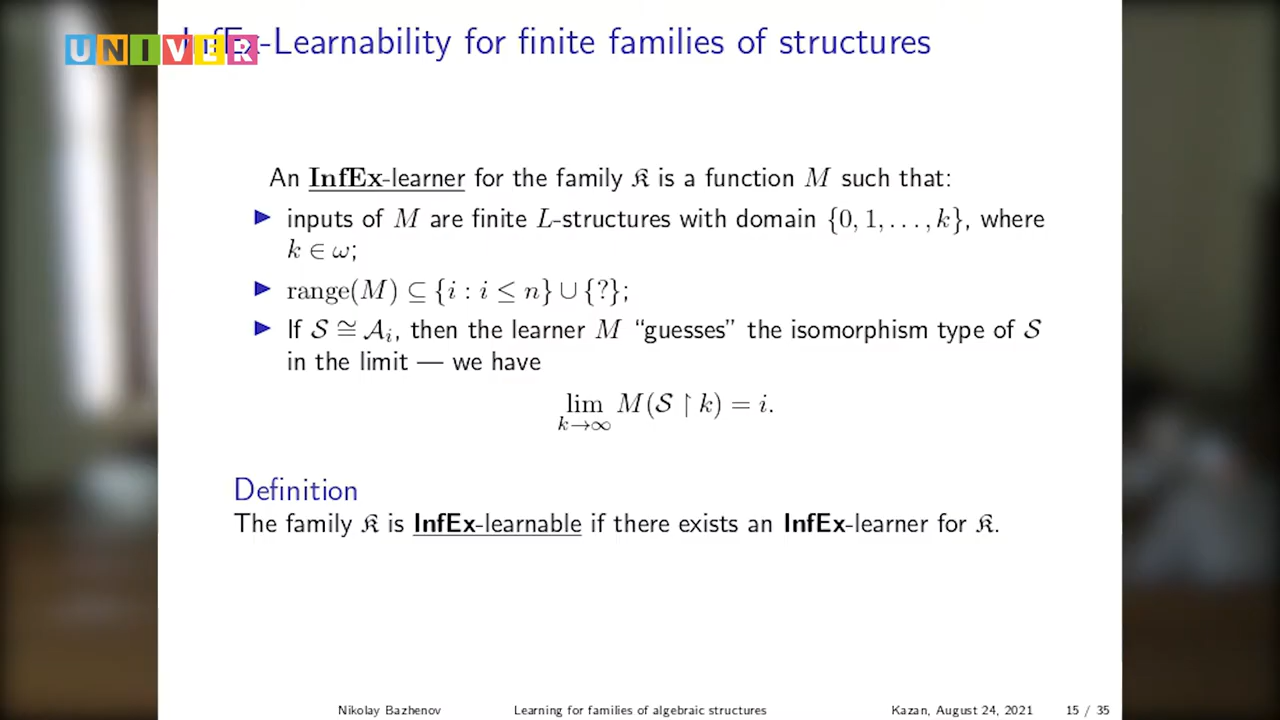 UNIVER
InfEx-Learnability for finite families of structures
An InfEx-learner for the family 𝔎 is a function M such that:
▶ inputs of M are finite L-structures with domain {0, 1, . . . , k}, where
k ∈ ω;
▶ range(M) ⊆ {i : i ≤ n} ∪ {?};
▶ If 𝒮 ≅ 𝒜ᵢ, then the learner M “guesses” the isomorphism type of 𝒮
in the limit — we have
lim M(𝒮 ↾ k) = i.
k→∞
Definition
The family 𝔎 is InfEx-learnable if there exists an InfEx-learner for 𝔎.
Nikolay Bazhenov Learning for families of algebraic structures Kazan, August 24, 2021 15 / 35